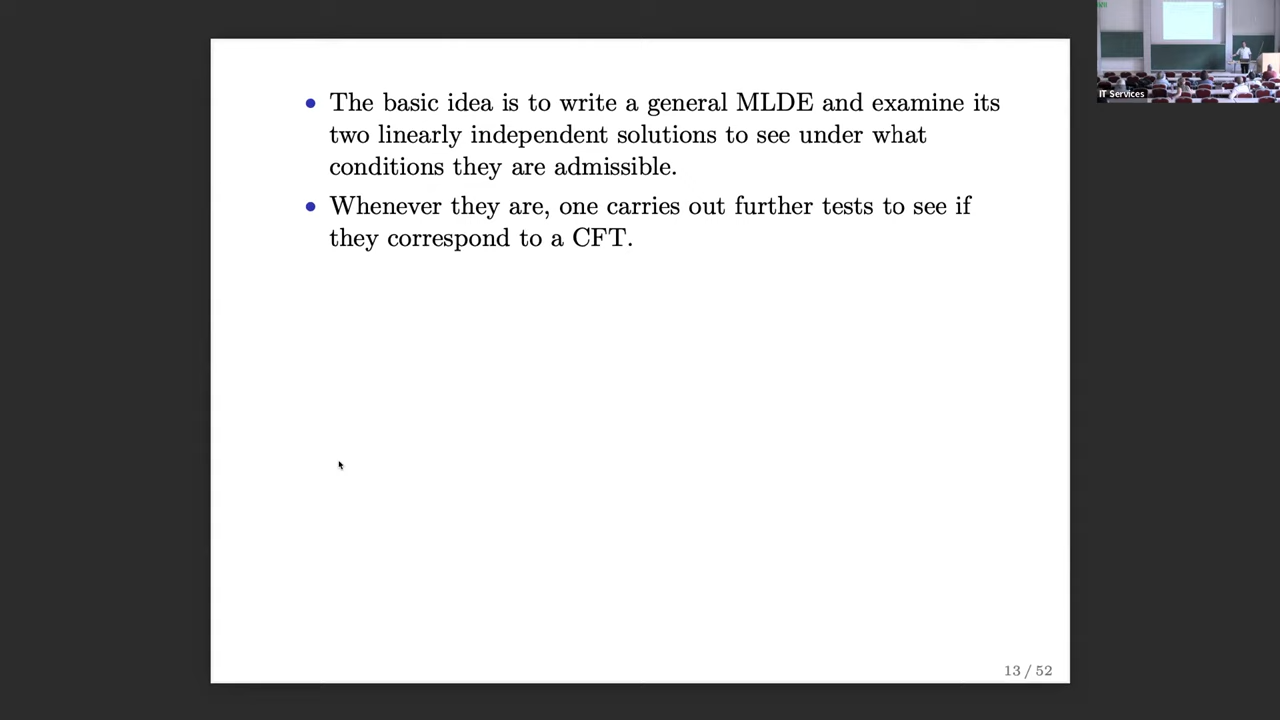 IT Services
• The basic idea is to write a general MLDE and examine its
two linearly independent solutions to see under what
conditions they are admissible.
• Whenever they are, one carries out further tests to see if
they correspond to a CFT.
13 / 52